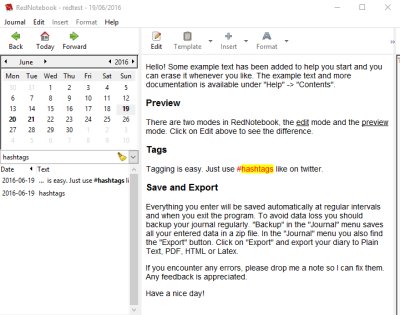 RedNotebook - redtest - 19/06/2016
Journal Edit Insert Format Help
Back Today Forward
Edit Template Insert Annotate Format
June 2016
Mon Tue Wed Thu Fri Sat Sun
30 31 1 2 3 4 5
6 7 8 9 10 11 12
13 14 15 16 17 18 19
20 21 22 23 24 25 26
27 28 29 30 1 2 3
4 5 6 7 8 9 10
hashtags
Date Text
2016-06-19 ... is easy. Just use #hashtags li
2016-06-19 hashtags
Hello! Some example text has been added to help you start and you
can erase it whenever you like. The example text and more
documentation is available under "Help" -> "Contents".
Preview
There are two modes in RedNotebook, the edit mode and the preview
mode. Click on Edit above to see the difference.
Tags
Tagging is easy. Just use #hashtags like on twitter.
Save and Export
Everything you enter will be saved automatically at regular intervals
and when you exit the program. To avoid data loss you should
backup your journal regularly. "Backup" in the "Journal" menu saves
all your entered data in a zip file. In the "Journal" menu you also find
the "Export" button. Click on "Export" and export your diary to Plain
Text, PDF, HTML or Latex.
If you encounter any errors, please drop me a note so I can fix them.
Any feedback is appreciated.
Have a nice day!